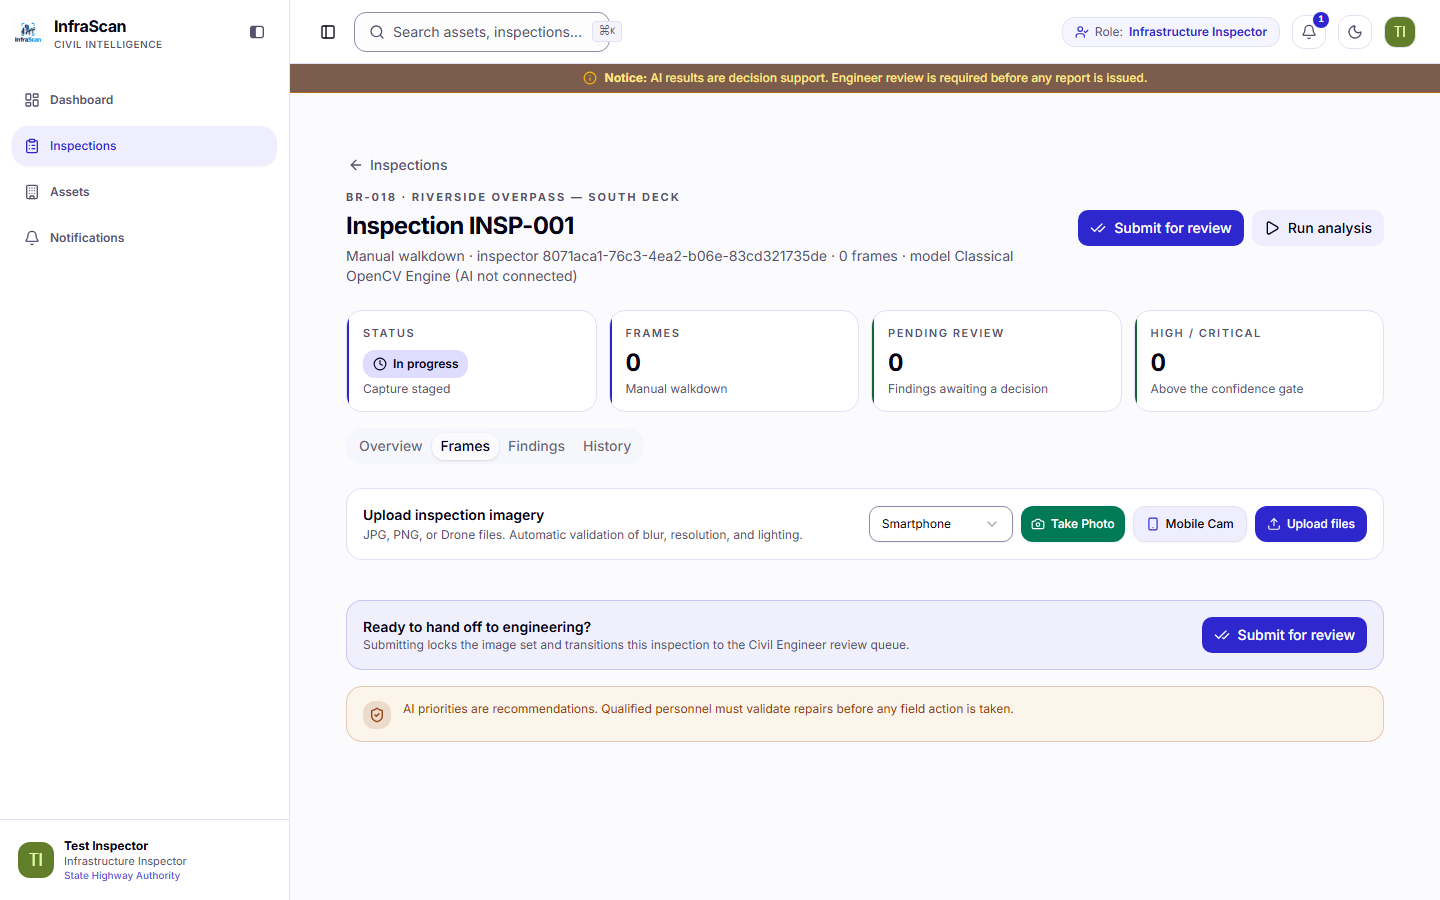 InfraScan
InfraScan
CIVIL INTELLIGENCE
Search assets, inspections...
⌘K
Role: Infrastructure Inspector
1
TI
Notice: AI results are decision support. Engineer review is required before any report is issued.
Dashboard
Inspections
Assets
Notifications
Inspections
BR-018 · RIVERSIDE OVERPASS — SOUTH DECK
Inspection INSP-001
Manual walkdown · inspector 8071aca1-76c3-4ea2-b06e-83cd321735de · 0 frames · model Classical
OpenCV Engine (AI not connected)
Submit for review
Run analysis
STATUS
In progress
Capture staged
FRAMES
0
Manual walkdown
PENDING REVIEW
0
Findings awaiting a decision
HIGH / CRITICAL
0
Above the confidence gate
Overview
Frames
Findings
History
Upload inspection imagery
JPG, PNG, or Drone files. Automatic validation of blur, resolution, and lighting.
Smartphone
Take Photo
Mobile Cam
Upload files
Ready to hand off to engineering?
Submitting locks the image set and transitions this inspection to the Civil Engineer review queue.
Submit for review
AI priorities are recommendations. Qualified personnel must validate repairs before any field action is taken.
TI
Test Inspector
Infrastructure Inspector
State Highway Authority